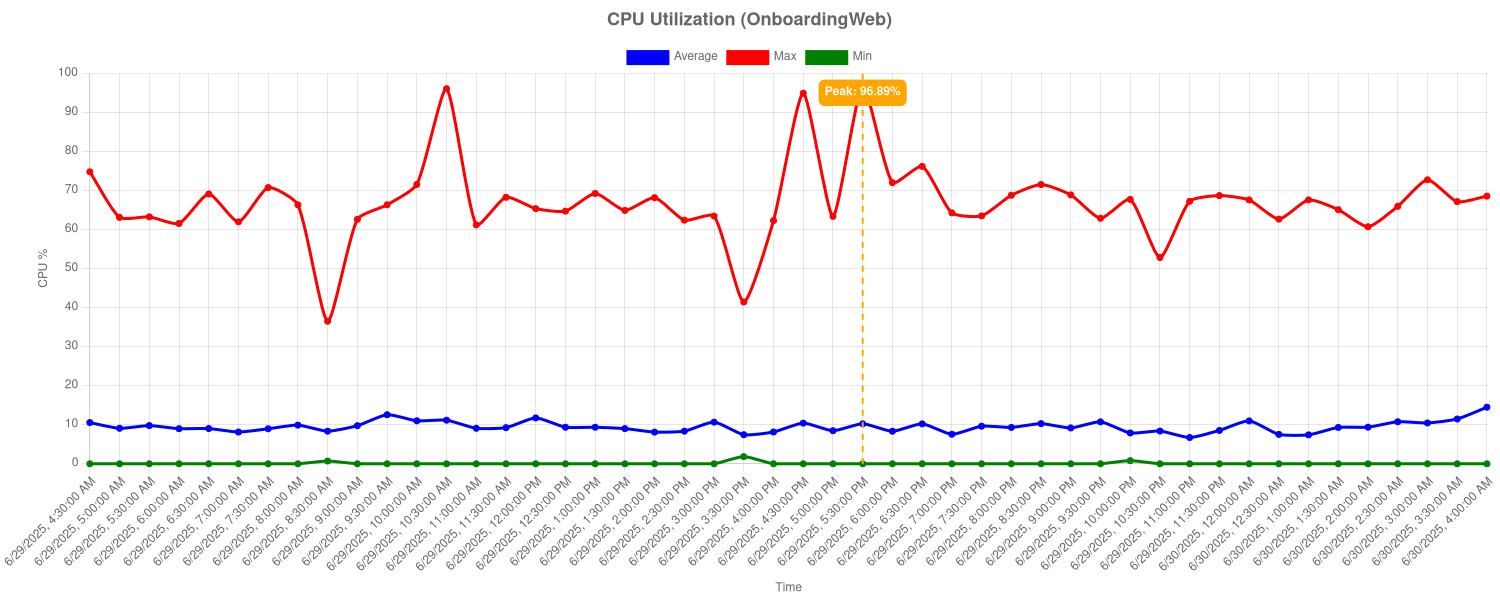 CPU Utilization (OnboardingWeb)
Average Max Min
Peak: 96.89%
CPU %
100
90
80
70
60
50
40
30
20
10
0
6/29/2025, 4:30:00 AM
6/29/2025, 5:00:00 AM
6/29/2025, 5:30:00 AM
6/29/2025, 6:00:00 AM
6/29/2025, 6:30:00 AM
6/29/2025, 7:00:00 AM
6/29/2025, 7:30:00 AM
6/29/2025, 8:00:00 AM
6/29/2025, 8:30:00 AM
6/29/2025, 9:00:00 AM
6/29/2025, 9:30:00 AM
6/29/2025, 10:00:00 AM
6/29/2025, 10:30:00 AM
6/29/2025, 11:00:00 AM
6/29/2025, 11:30:00 AM
6/29/2025, 12:00:00 PM
6/29/2025, 12:30:00 PM
6/29/2025, 1:00:00 PM
6/29/2025, 1:30:00 PM
6/29/2025, 2:00:00 PM
6/29/2025, 2:30:00 PM
6/29/2025, 3:00:00 PM
6/29/2025, 3:30:00 PM
6/29/2025, 4:00:00 PM
6/29/2025, 4:30:00 PM
6/29/2025, 5:00:00 PM
6/29/2025, 5:30:00 PM
6/29/2025, 6:00:00 PM
6/29/2025, 6:30:00 PM
6/29/2025, 7:00:00 PM
6/29/2025, 7:30:00 PM
6/29/2025, 8:00:00 PM
6/29/2025, 8:30:00 PM
6/29/2025, 9:00:00 PM
6/29/2025, 9:30:00 PM
6/29/2025, 10:00:00 PM
6/29/2025, 10:30:00 PM
6/29/2025, 11:00:00 PM
6/29/2025, 11:30:00 PM
6/30/2025, 12:00:00 AM
6/30/2025, 12:30:00 AM
6/30/2025, 1:00:00 AM
6/30/2025, 1:30:00 AM
6/30/2025, 2:00:00 AM
6/30/2025, 2:30:00 AM
6/30/2025, 3:00:00 AM
6/30/2025, 3:30:00 AM
6/30/2025, 4:00:00 AM
Time